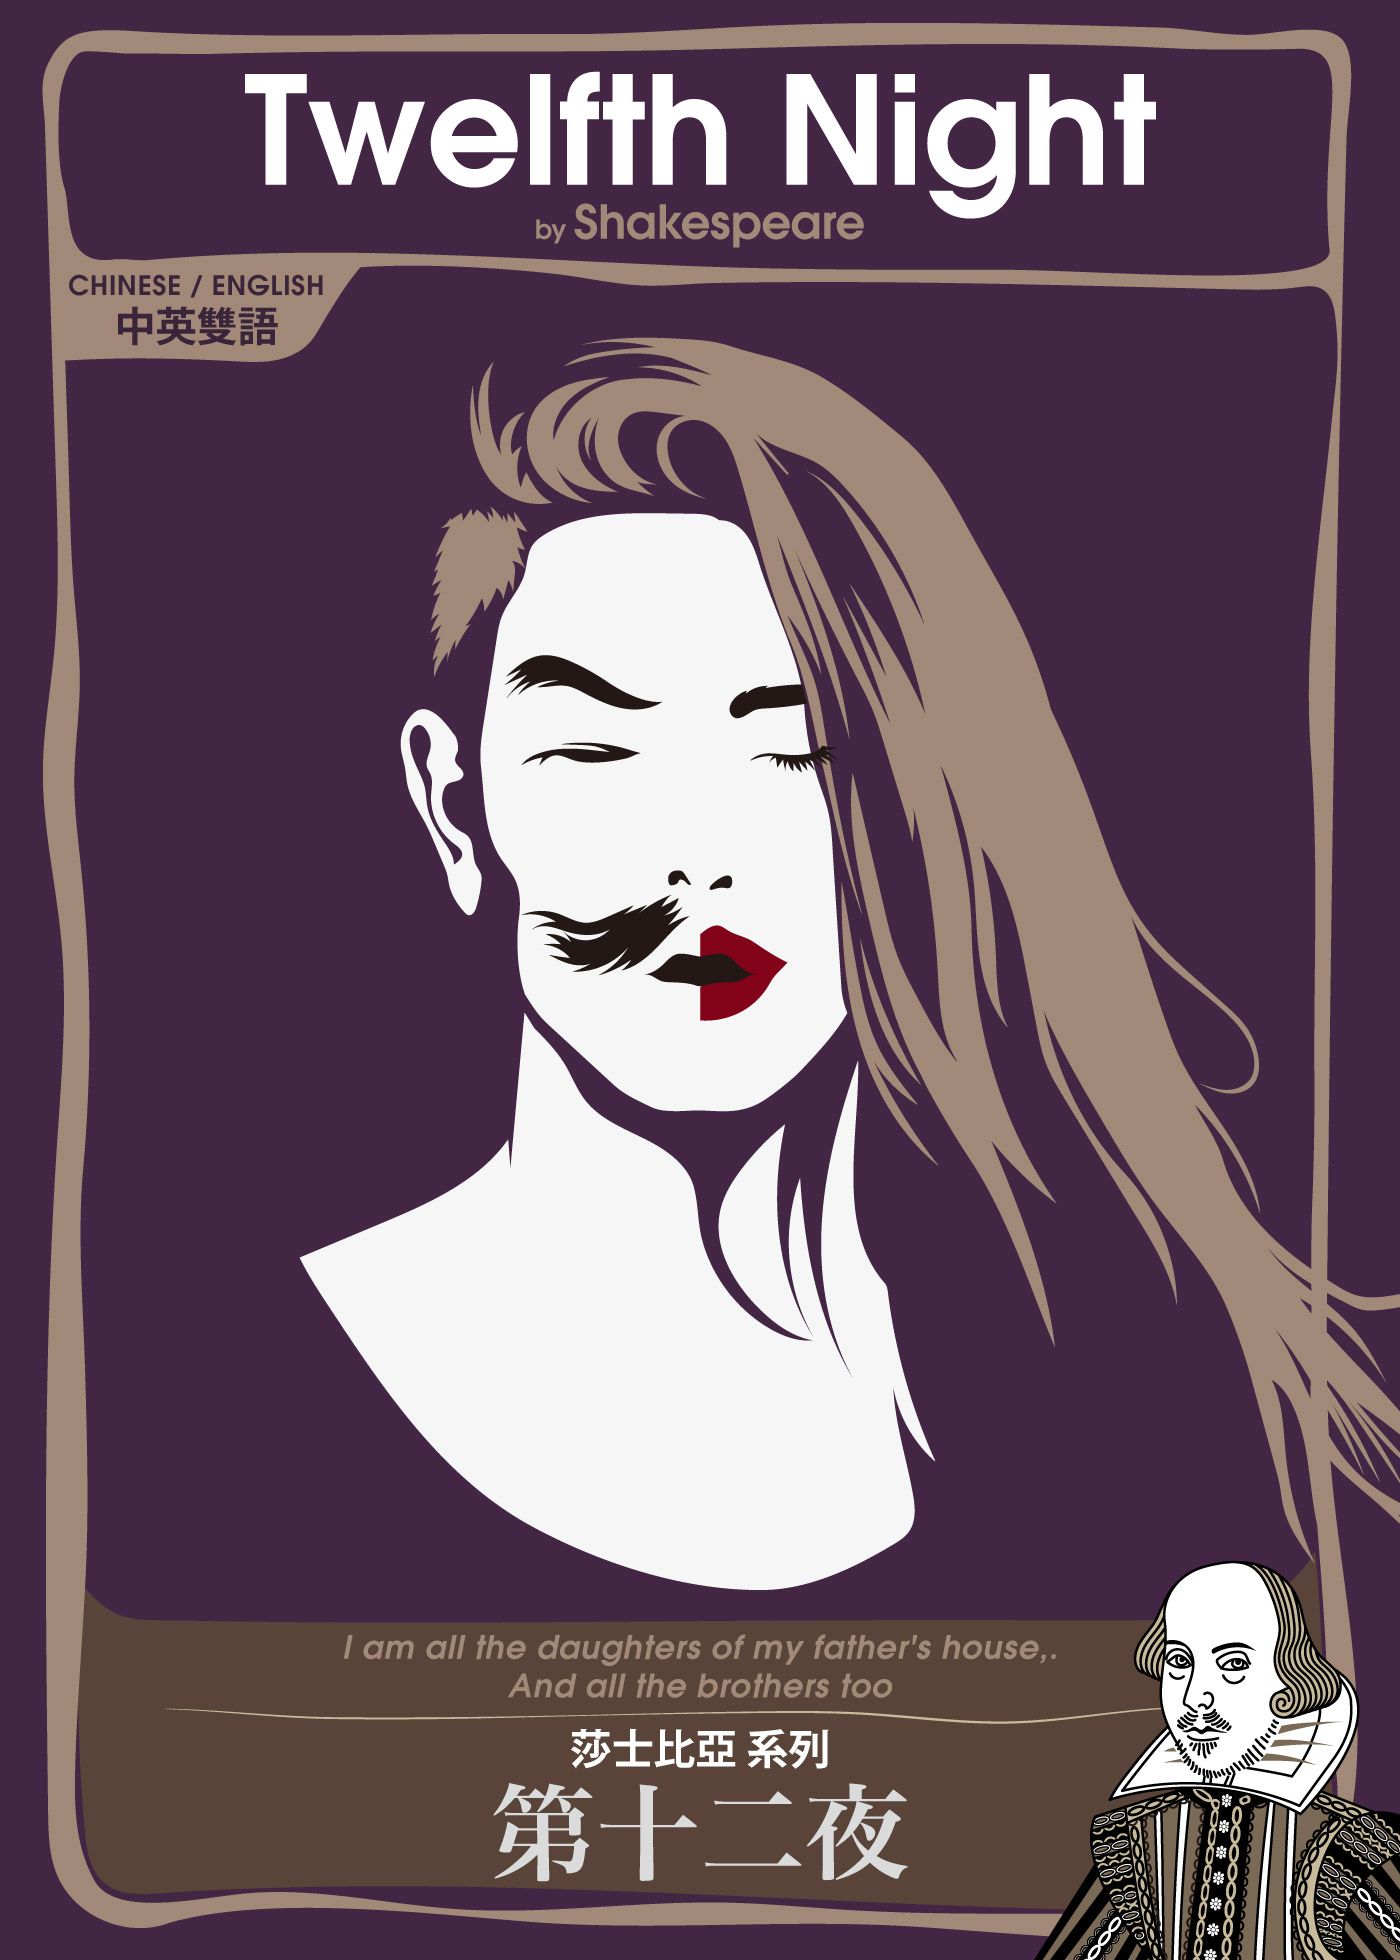 Twelfth Night
by Shakespeare
CHINESE / ENGLISH
中英雙語
I am all the daughters of my father's house,.
And all the brothers too
莎士比亞 系列
第十二夜